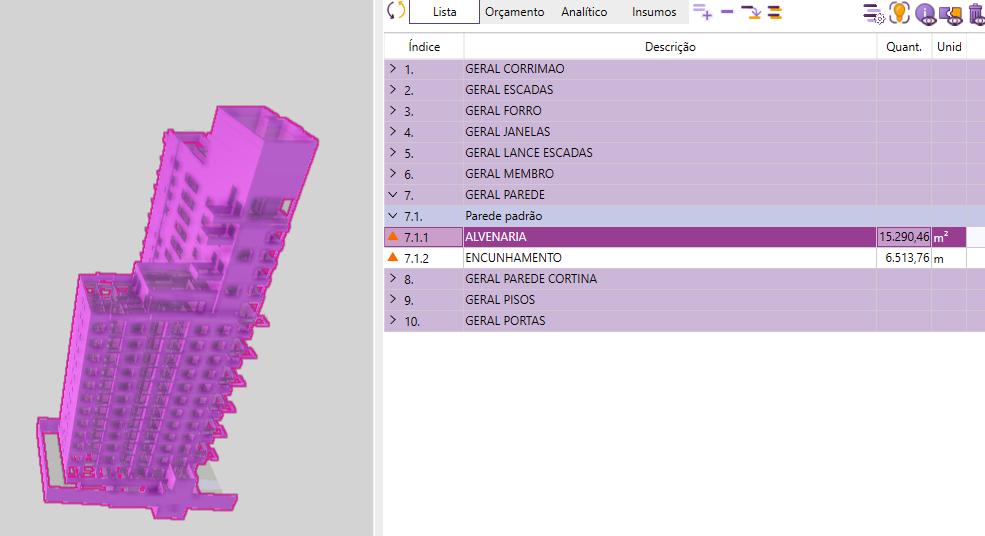 Lista Orçamento Analítico Insumos
Índice Descrição Quant. Unid
1. GERAL CORRIMAO
2. GERAL ESCADAS
3. GERAL FORRO
4. GERAL JANELAS
5. GERAL LANCE ESCADAS
6. GERAL MEMBRO
7. GERAL PAREDE
7.1. Parede padrão
7.1.1 ALVENARIA 15.290,46 m²
7.1.2 ENCUNHAMENTO 6.513,76 m
8. GERAL PAREDE CORTINA
9. GERAL PISOS
10. GERAL PORTAS